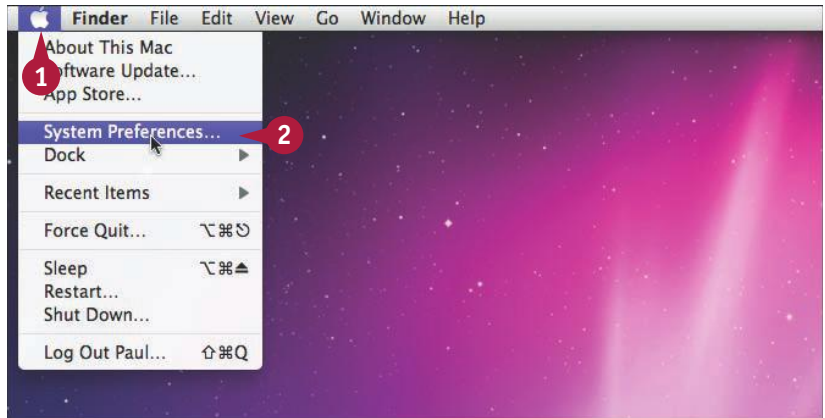 Finder File Edit View Go Window Help
About This Mac
Software Update...
App Store...
System Preferences...
Dock
Recent Items
Force Quit... ⌥⌘⎋
Sleep ⌥⌘⏏
Restart...
Shut Down...
Log Out Paul... ⇧⌘Q
1
2